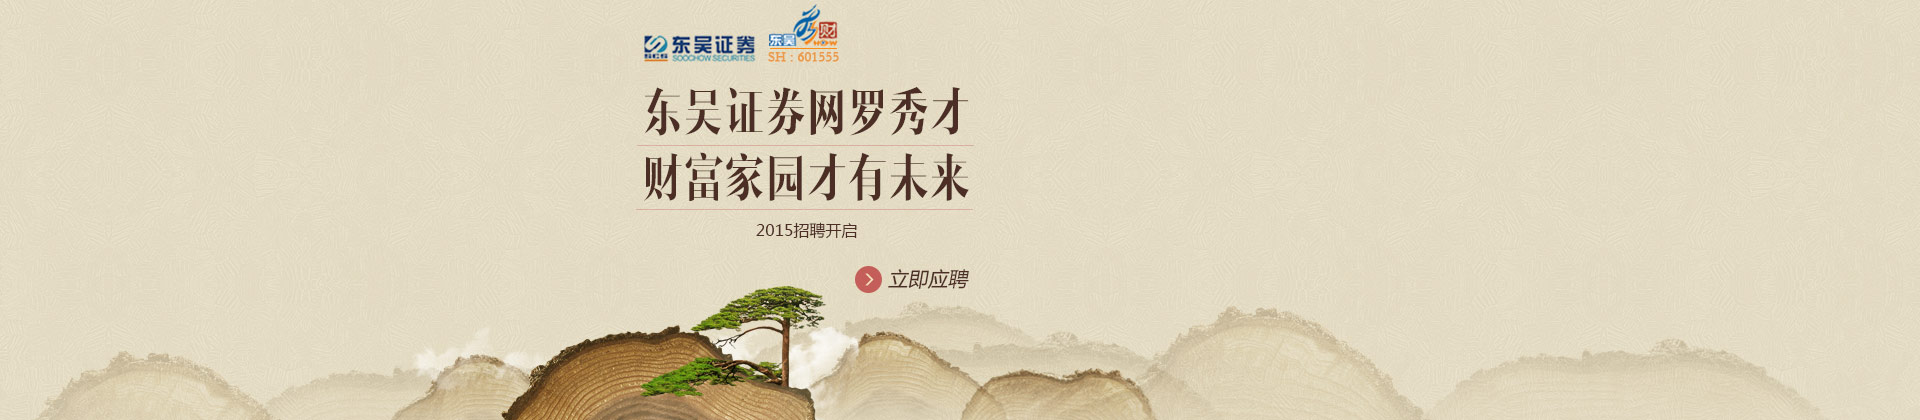 东吴证券
SOOCHOW SECURITIES
东吴秀财
HOW
SH：601555
东吴证券网罗秀才
财富家园才有未来
2015招聘开启
立即应聘